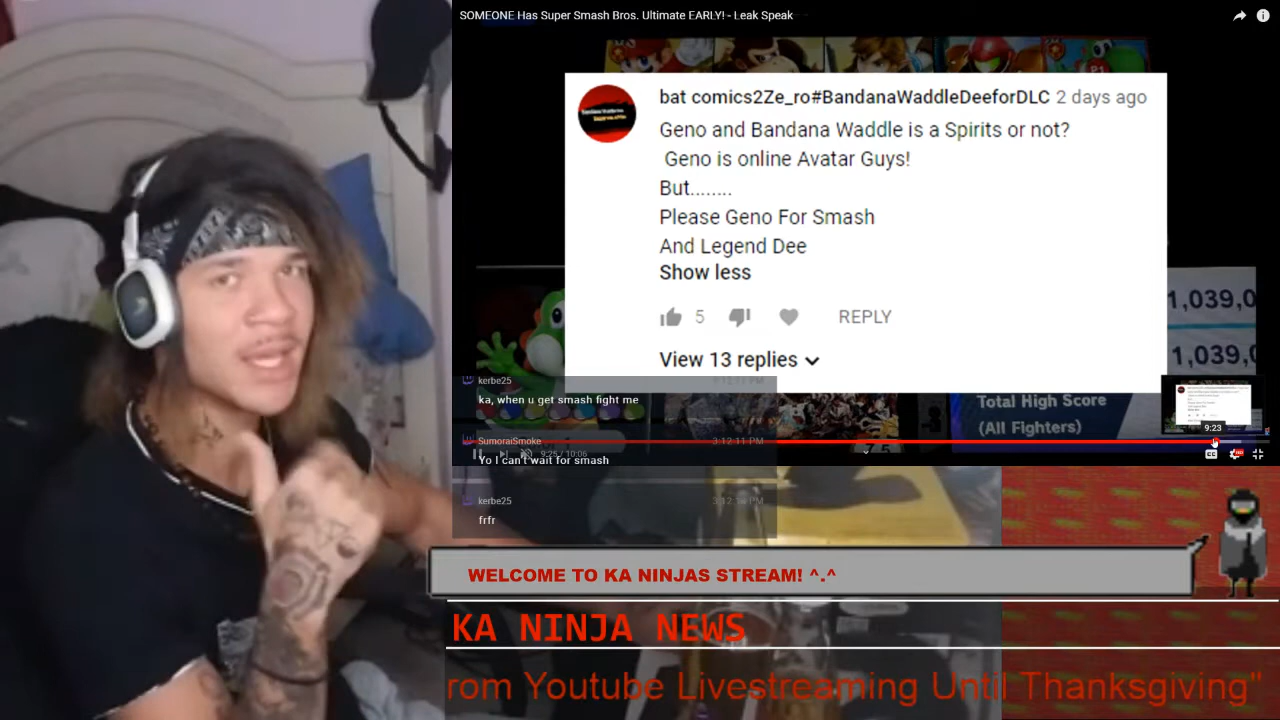 SOMEONE Has Super Smash Bros. Ultimate EARLY! - Leak Speak
bat comics2Ze_ro#BandanaWaddleDeeforDLC 2 days ago
Geno and Bandana Waddle is a Spirits or not?
Geno is online Avatar Guys!
But........
Please Geno For Smash
And Legend Dee
Show less
5 REPLY
View 13 replies
1,039,0
1,039,0
Total High Score
(All Fighters)
9:23
kerbe25
ka, when u get smash fight me
SumoraiSmoke 3:12:11 PM
9:25 / 10:06
Yo I can't wait for smash
kerbe25
frfr
CC
WELCOME TO KA NINJAS STREAM! ^.^
KA NINJA NEWS
rom Youtube Livestreaming Until Thanksgiving"